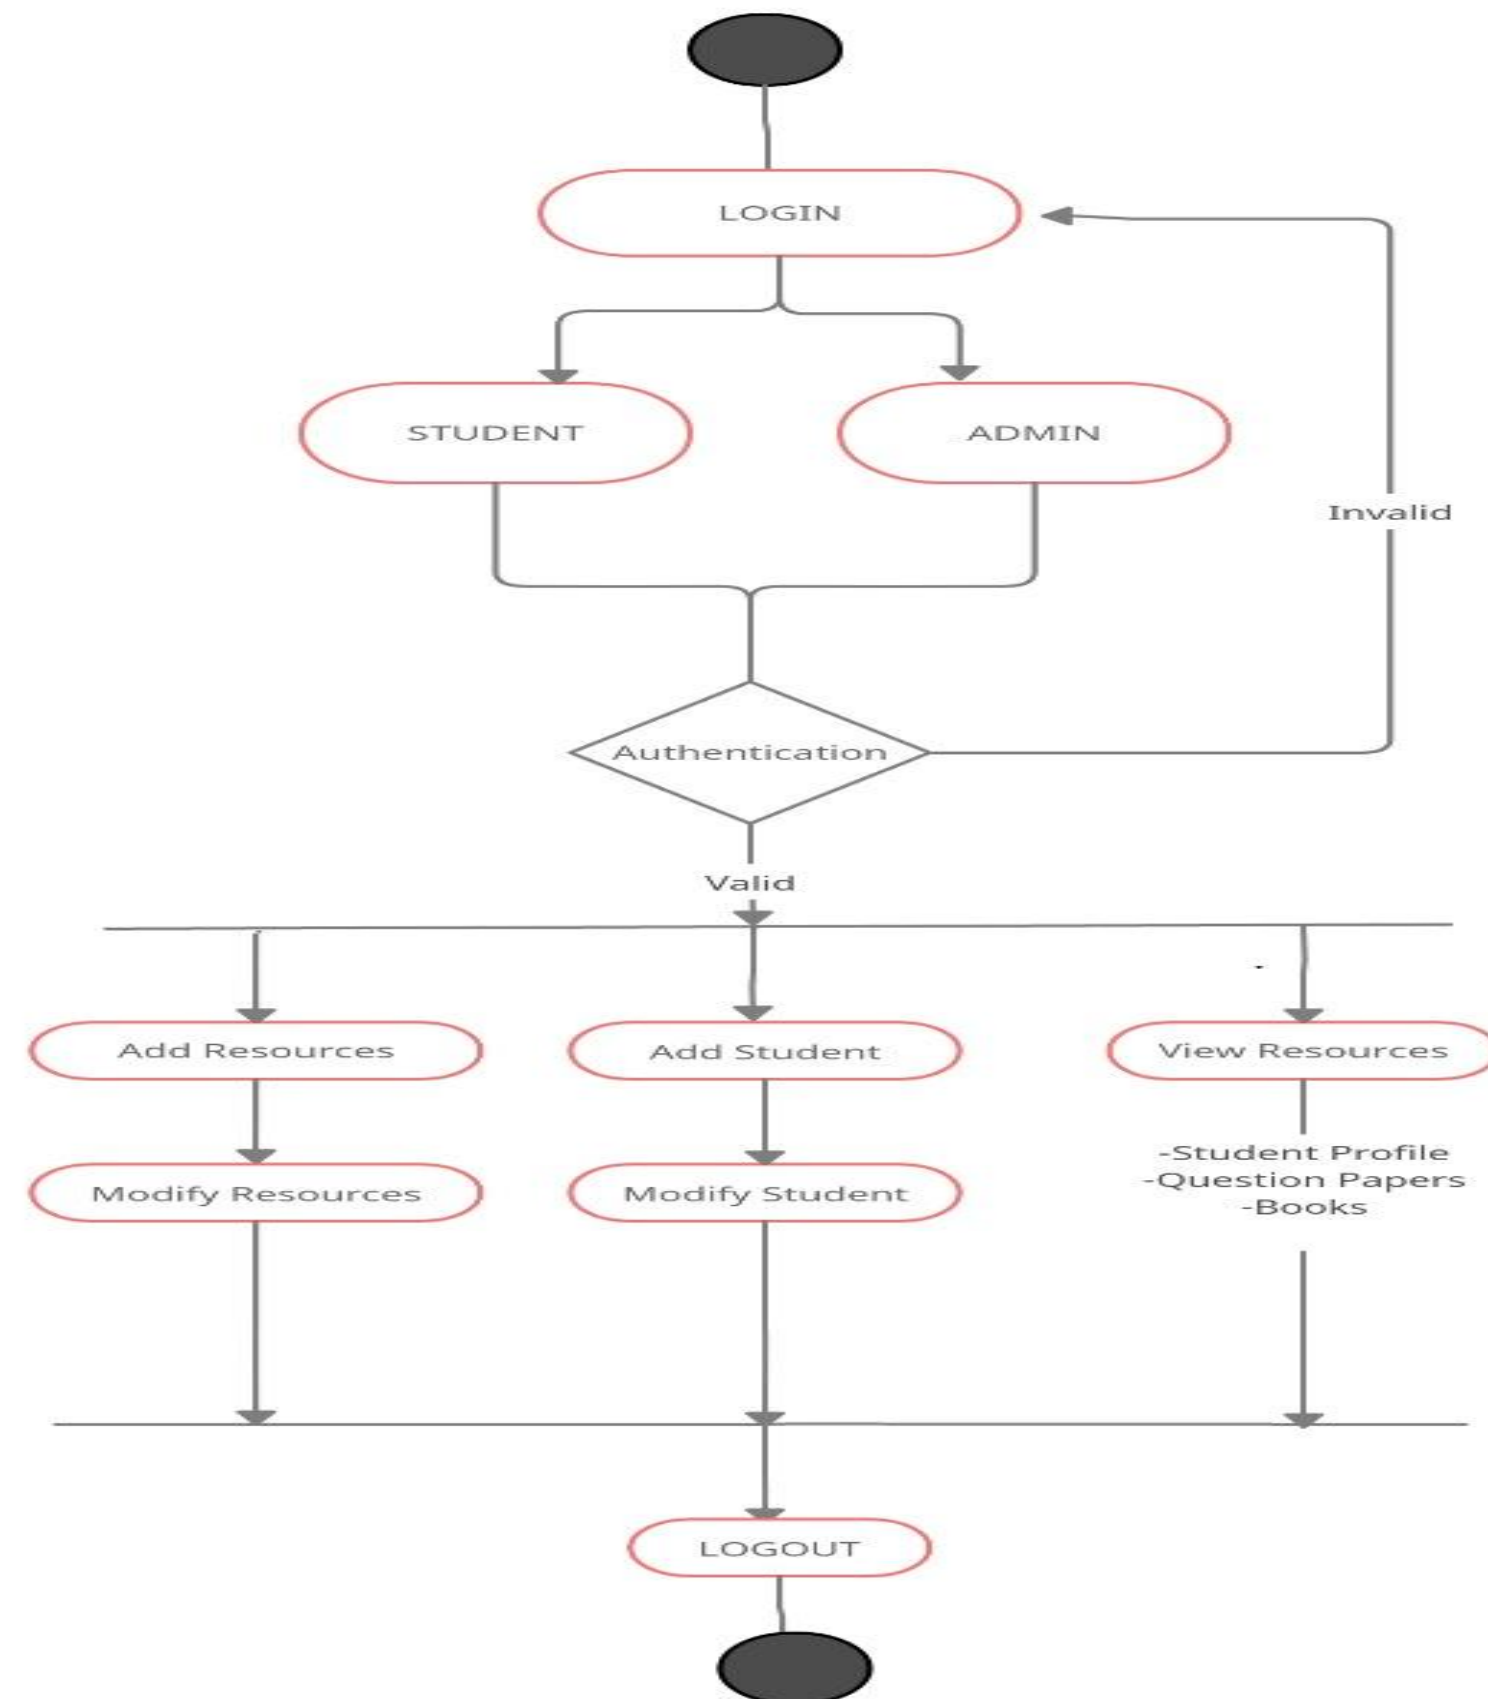 LOGIN
STUDENT
ADMIN
Invalid
Authentication
Valid
Add Resources
Add Student
View Resources
Modify Resources
Modify Student
-Student Profile
-Question Papers
-Books
LOGOUT